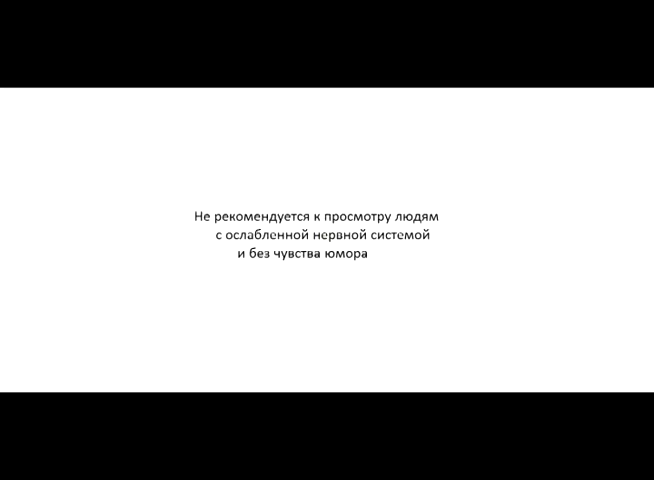 Не рекомендуется к просмотру людям
с ослабленной нервной системой
и без чувства юмора